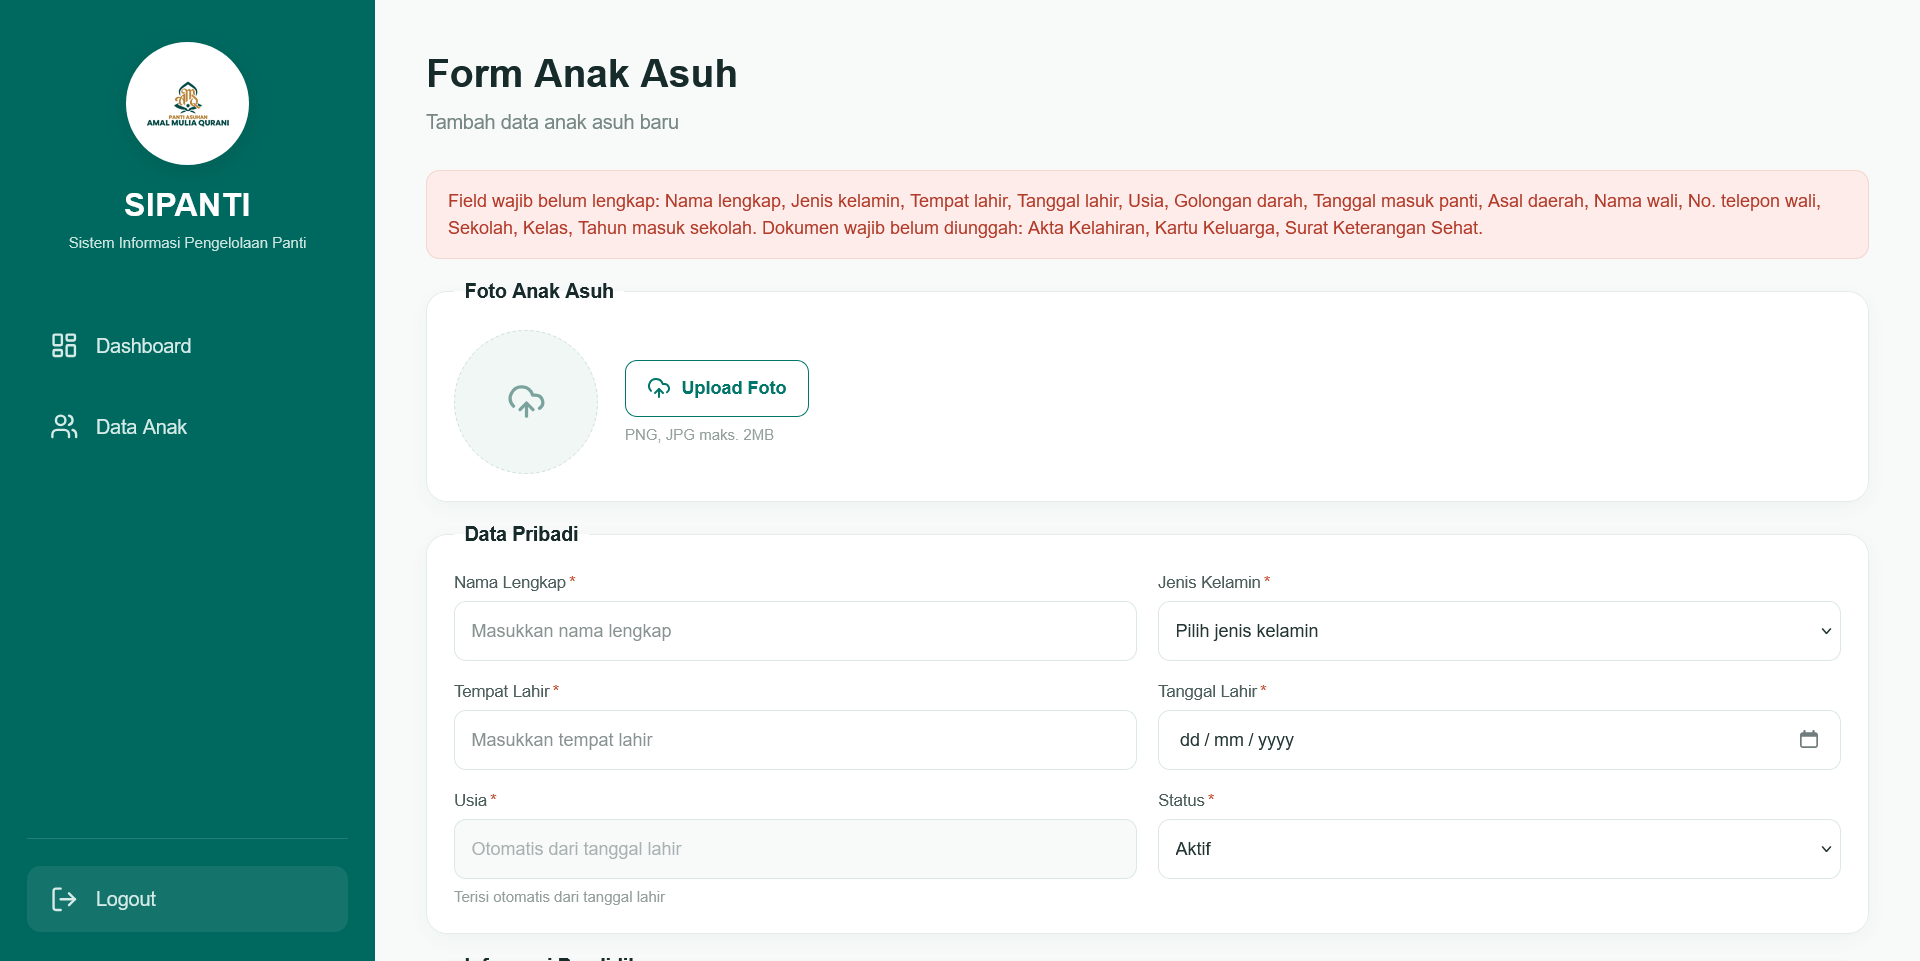 PANTI ASUHAN
AMAL MULIA QURANI
SIPANTI
Sistem Informasi Pengelolaan Panti
Dashboard
Data Anak
Logout
Form Anak Asuh
Tambah data anak asuh baru
Field wajib belum lengkap: Nama lengkap, Jenis kelamin, Tempat lahir, Tanggal lahir, Usia, Golongan darah, Tanggal masuk panti, Asal daerah, Nama wali, No. telepon wali,
Sekolah, Kelas, Tahun masuk sekolah. Dokumen wajib belum diunggah: Akta Kelahiran, Kartu Keluarga, Surat Keterangan Sehat.
Foto Anak Asuh
Upload Foto
PNG, JPG maks. 2MB
Data Pribadi
Nama Lengkap *
Masukkan nama lengkap
Jenis Kelamin *
Pilih jenis kelamin
Tempat Lahir *
Masukkan tempat lahir
Tanggal Lahir *
dd / mm / yyyy
Usia *
Otomatis dari tanggal lahir
Terisi otomatis dari tanggal lahir
Status *
Aktif